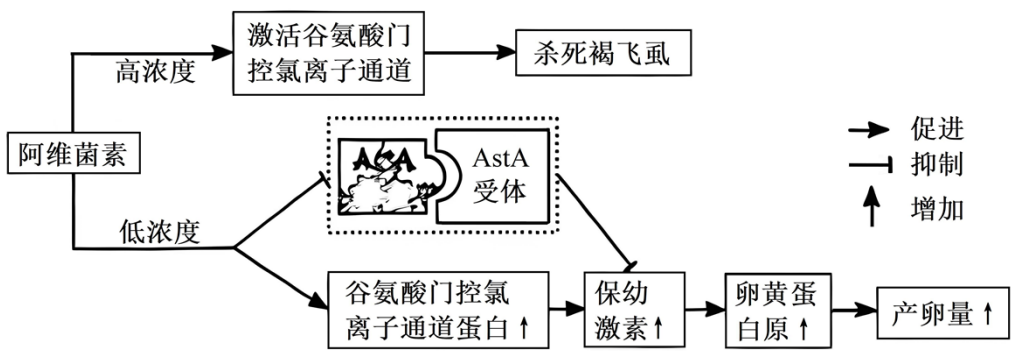 激活谷氨酸门
控氯离子通道
杀死褐飞虱
高浓度
阿维菌素
AstA
受体
低浓度
促进
抑制
增加
谷氨酸门控氯
离子通道蛋白↑
保幼
激素↑
卵黄蛋
白原↑
产卵量↑